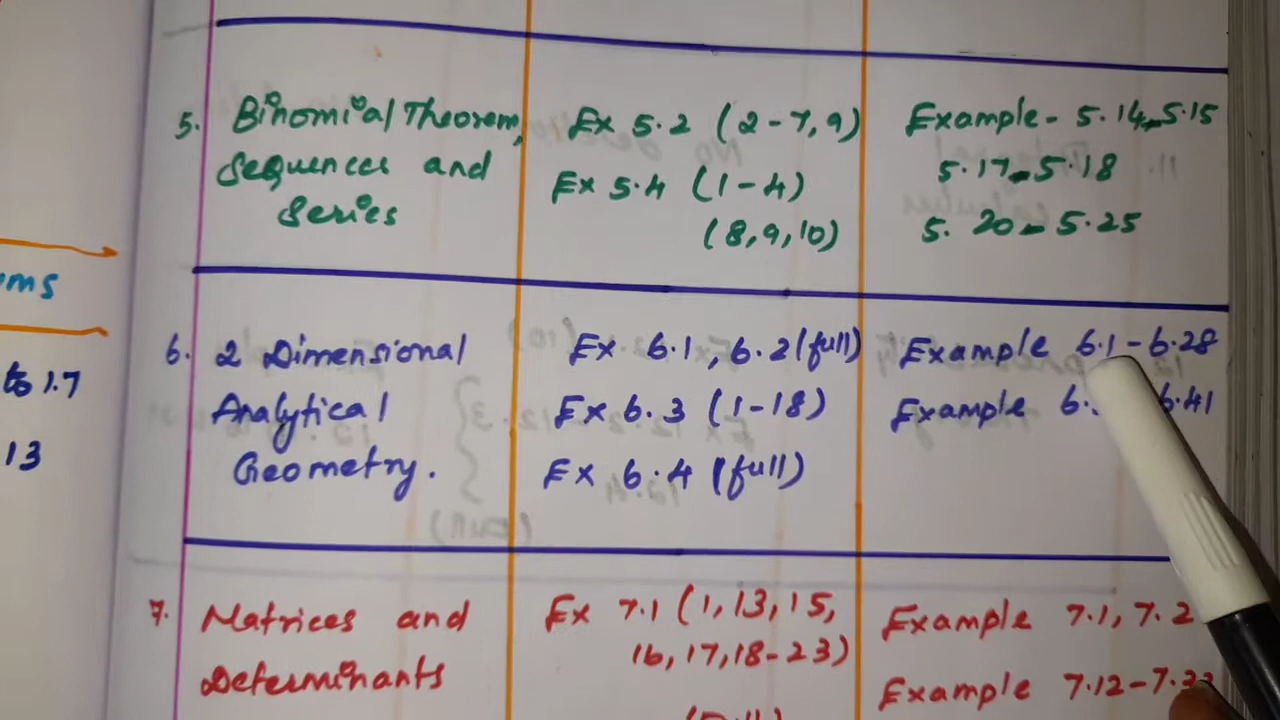 5. Binomial Theorem, Ex 5.2 (2-7, 9) Example - 5.14-5.15
Sequences and Ex 5.4 (1-4) 5.17-5.18
Series (8, 9, 10) 5. 20-5.25
6. 2 Dimensional Ex 6.1, 6.2 (full) Example 6.1-6.28
Analytical Ex 6.3 (1-18) Example 6. 6.41
Geometry. Ex 6.4 (full)
to 1.7
13
7. Matrices and Ex 7.1 (1, 13, 15, Example 7.1, 7.2
16, 17, 18-23)
Determinants Example 7.12-7.